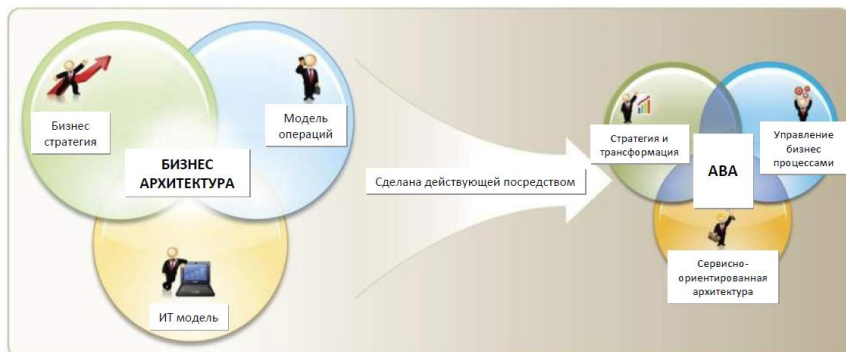 Бизнес
стратегия
Модель
операций
БИЗНЕС
АРХИТЕКТУРА
ИТ модель
Сделана действующей посредством
Стратегия и
трансформация
Управление
бизнес
процессами
АВА
Сервисно-
ориентированная
архитектура